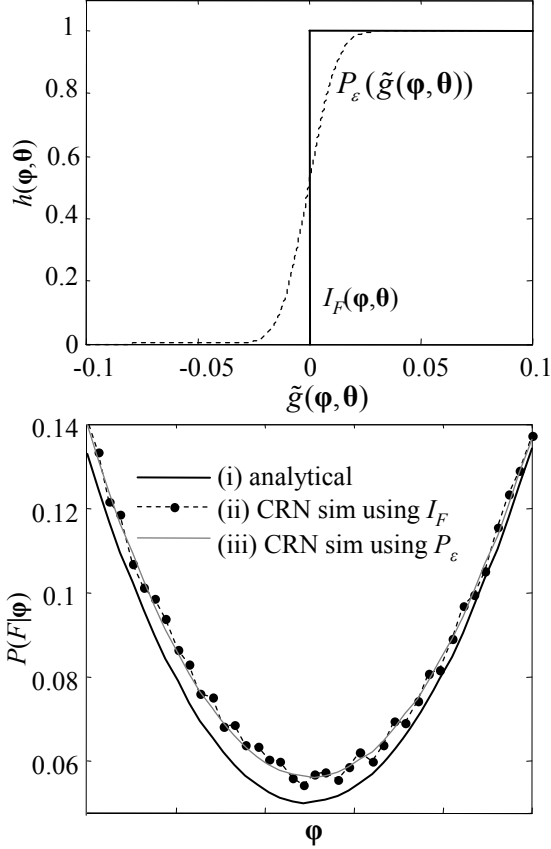 1
0.8
0.6
0.4
0.2
0
h(φ,θ)
P_ε(g̃(φ,θ))
I_F(φ,θ)
-0.1 -0.05 0 0.05 0.1
g̃(φ,θ)
0.14
0.12
0.1
0.08
0.06
P(F|φ)
(i) analytical
(ii) CRN sim using I_F
(iii) CRN sim using P_ε
φ